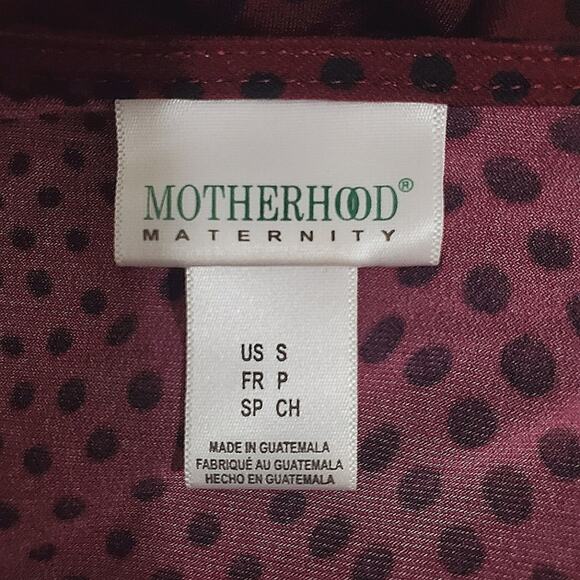 MOTHERHOOD®
MATERNITY
US S
FR P
SP CH
MADE IN GUATEMALA
FABRIQUÉ AU GUATEMALA
HECHO EN GUATEMALA